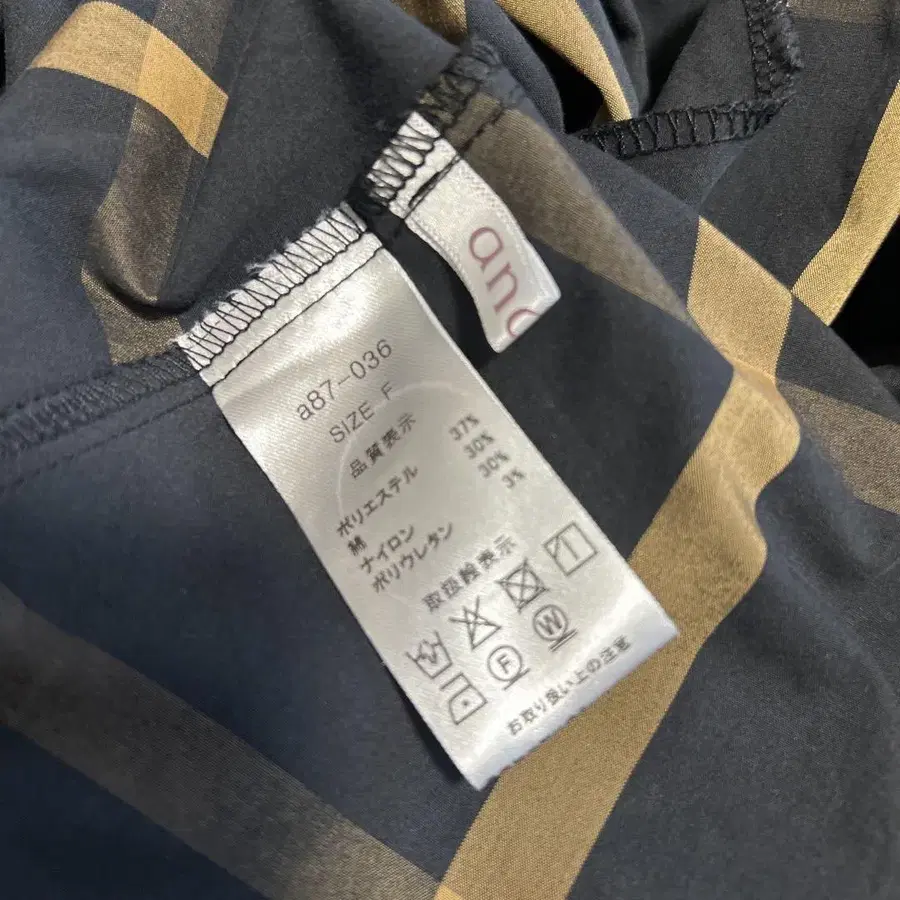 a87-036
SIZE F
品質表示
ポリエステル 37%
綿 30%
ナイロン 30%
ポリウレタン 3%
取扱絵表示
F
W
お取り扱い上の注意
an